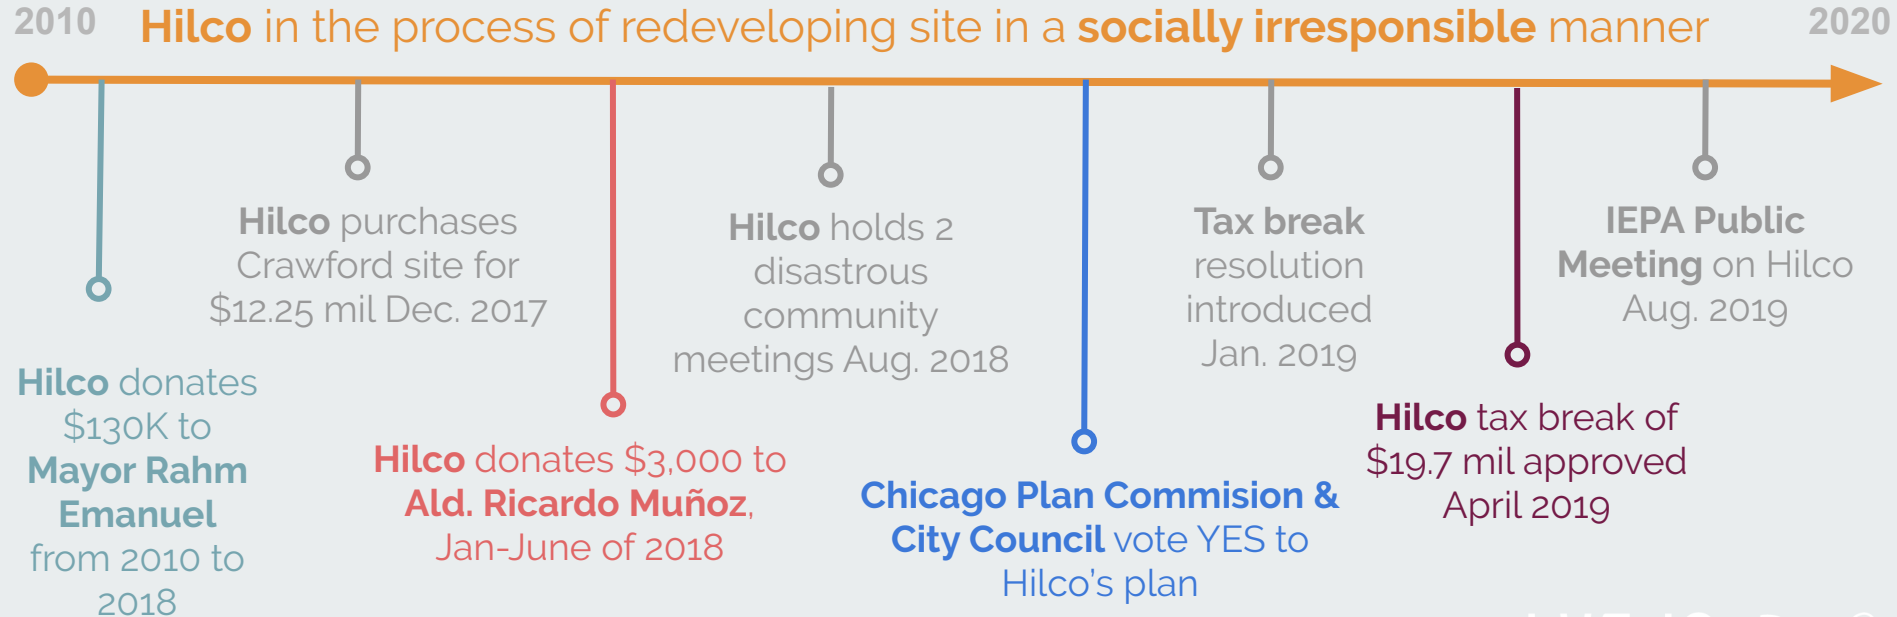 2010
Hilco in the process of redeveloping site in a socially irresponsible manner
2020
Hilco donates
$130K to
Mayor Rahm
Emanuel
from 2010 to
2018
Hilco purchases
Crawford site for
$12.25 mil Dec. 2017
Hilco donates $3,000 to
Ald. Ricardo Muñoz,
Jan-June of 2018
Hilco holds 2
disastrous
community
meetings Aug. 2018
Chicago Plan Commision &
City Council vote YES to
Hilco's plan
Tax break
resolution
introduced
Jan. 2019
Hilco tax break of
$19.7 mil approved
April 2019
IEPA Public
Meeting on Hilco
Aug. 2019